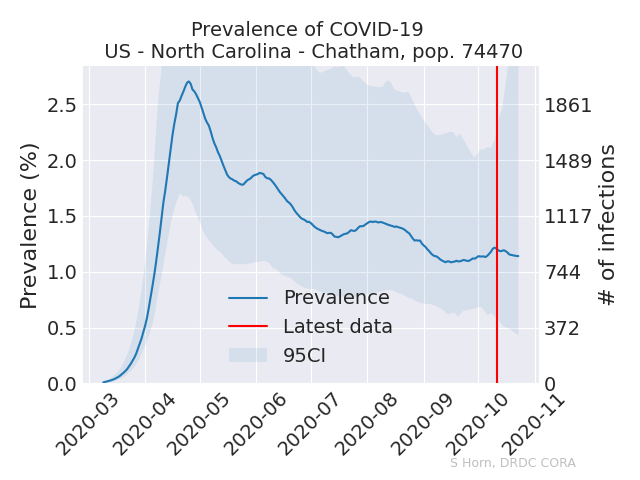 Prevalence of COVID-19
US - North Carolina - Chatham, pop. 74470
Prevalence (%)
2.5
2.0
1.5
1.0
0.5
0.0
1861
1489
1117
744
372
0
# of infections
Prevalence
Latest data
95CI
2020-03
2020-04
2020-05
2020-06
2020-07
2020-08
2020-09
2020-10
2020-11
S Horn, DRDC CORA